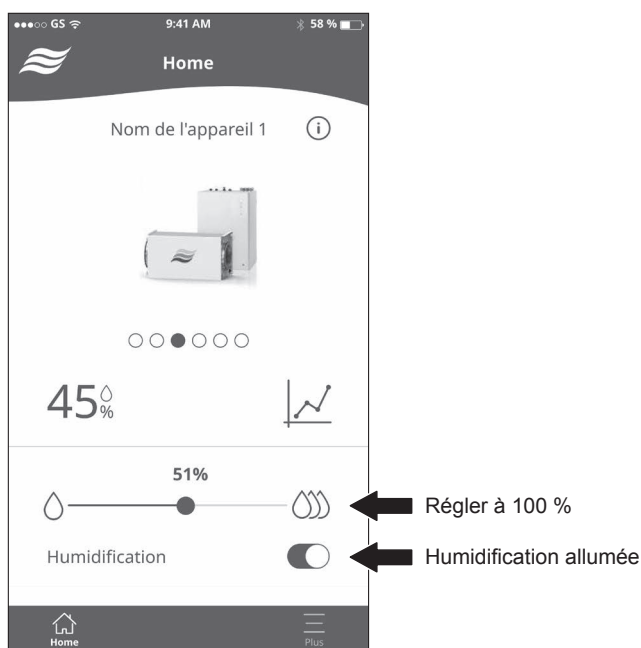 GS 9:41 AM 58 %
Home
Nom de l'appareil 1
i
45%
51%
Régler à 100 %
Humidification
Humidification allumée
Home
Plus